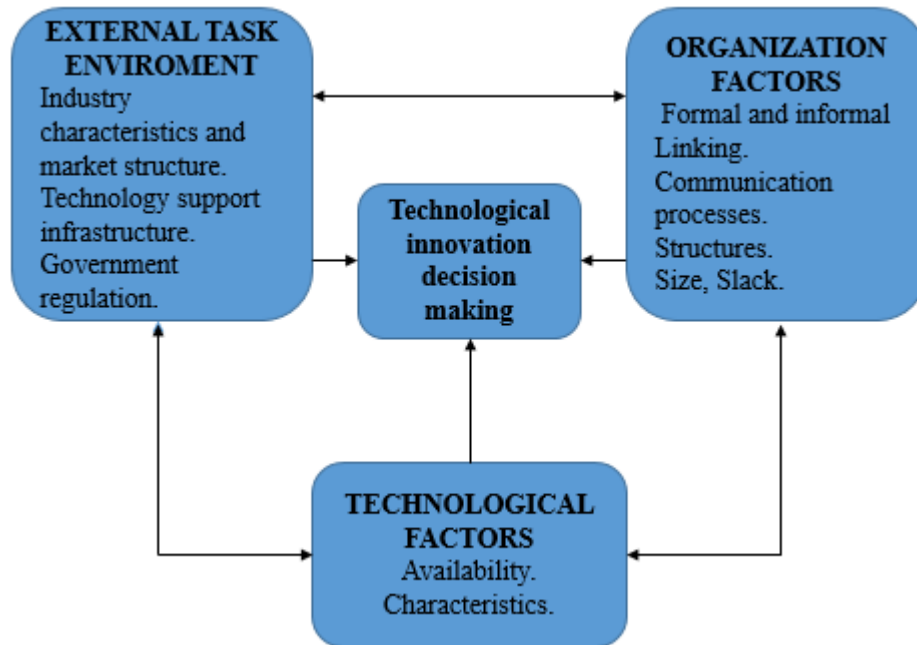 EXTERNAL TASK
ENVIROMENT
Industry
characteristics and
market structure.
Technology support
infrastructure.
Government
regulation.
ORGANIZATION
FACTORS
Formal and informal
Linking.
Communication
processes.
Structures.
Size, Slack.
Technological
innovation
decision
making
TECHNOLOGICAL
FACTORS
Availability.
Characteristics.